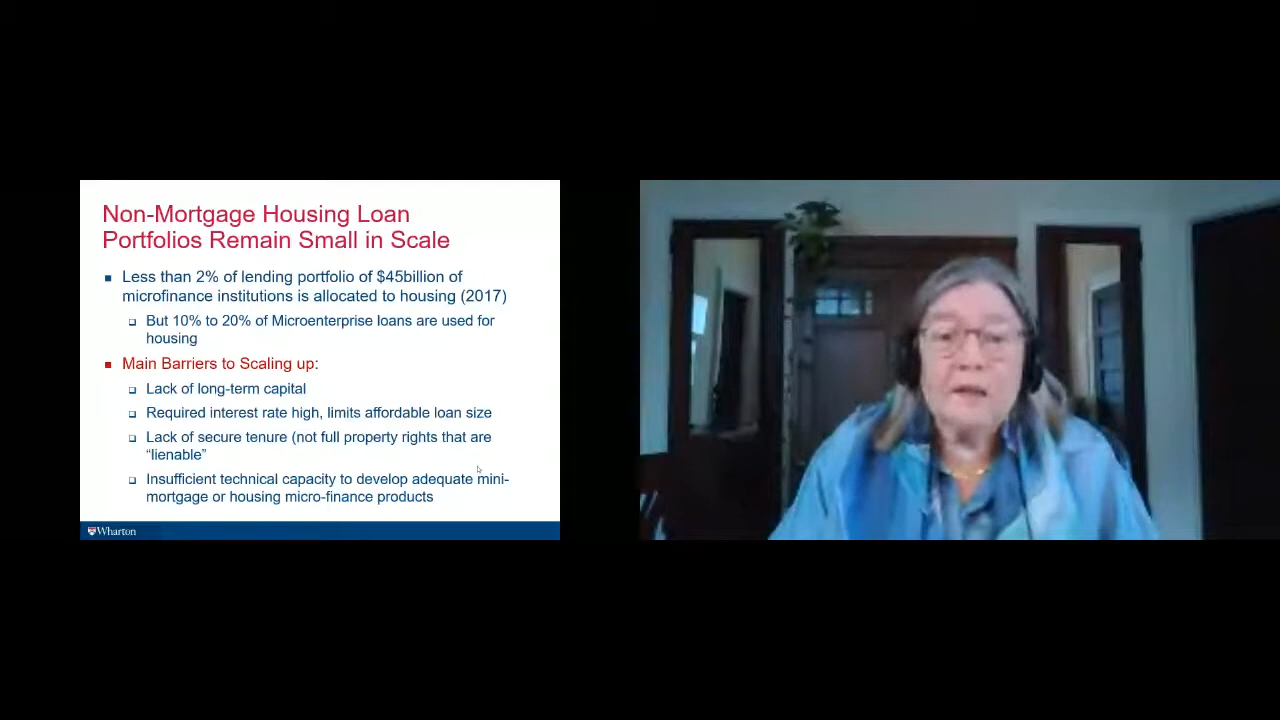 Non-Mortgage Housing Loan
Portfolios Remain Small in Scale
Less than 2% of lending portfolio of $45billion of
microfinance institutions is allocated to housing (2017)
But 10% to 20% of Microenterprise loans are used for
housing
Main Barriers to Scaling up:
Lack of long-term capital
Required interest rate high, limits affordable loan size
Lack of secure tenure (not full property rights that are
"lienable"
Insufficient technical capacity to develop adequate mini-
mortgage or housing micro-finance products
Wharton